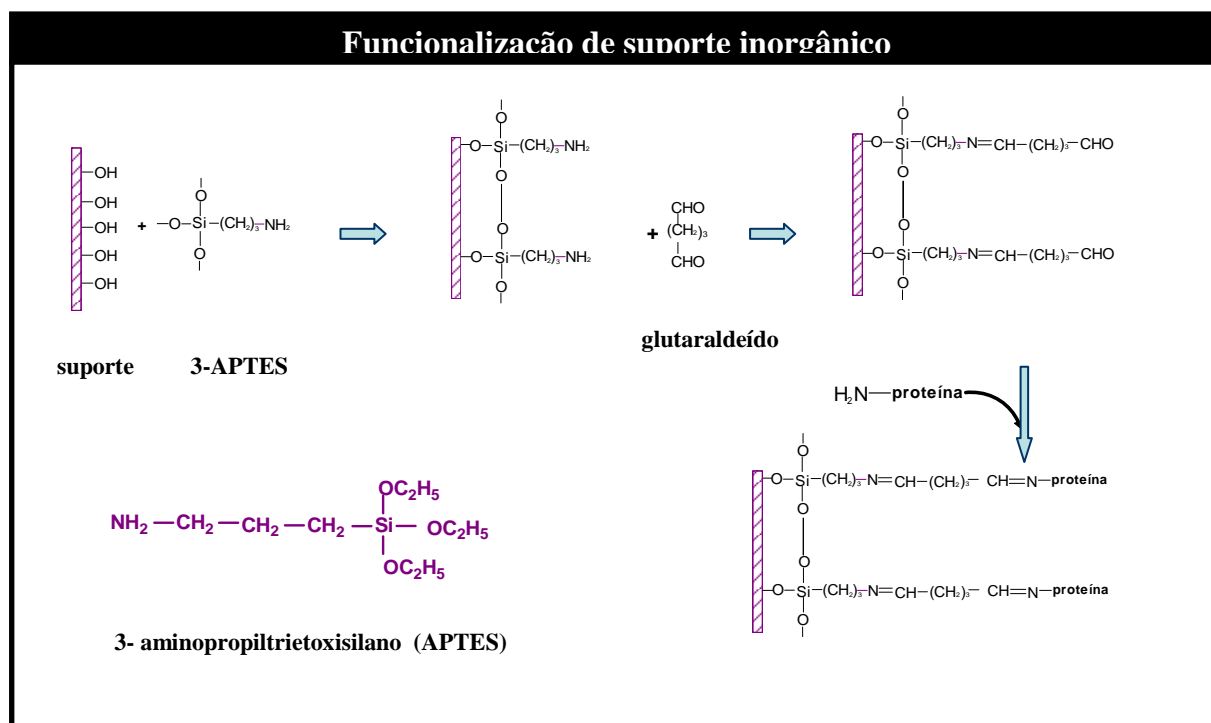 Funcionalização de suporte inorgânico
OH
OH
OH
OH
OH
+
O
—O—Si—(CH₂)₃—NH₂
O
O
O—Si—(CH₂)₃—NH₂
O
O
O—Si—(CH₂)₃—NH₂
O
+
CHO
(CH₂)₃
CHO
O
O—Si—(CH₂)₃—N=CH—(CH₂)₃—CHO
O
O
O—Si—(CH₂)₃—N=CH—(CH₂)₃—CHO
O
suporte
3-APTES
glutaraldeído
H₂N—proteína
O
O—Si—(CH₂)₃—N=CH—(CH₂)₃— CH=N—proteína
O
O
O—Si—(CH₂)₃—N=CH—(CH₂)₃— CH=N—proteína
O
OC₂H₅
NH₂—CH₂—CH₂—CH₂—Si—OC₂H₅
OC₂H₅
3- aminopropiltrietoxisilano (APTES)